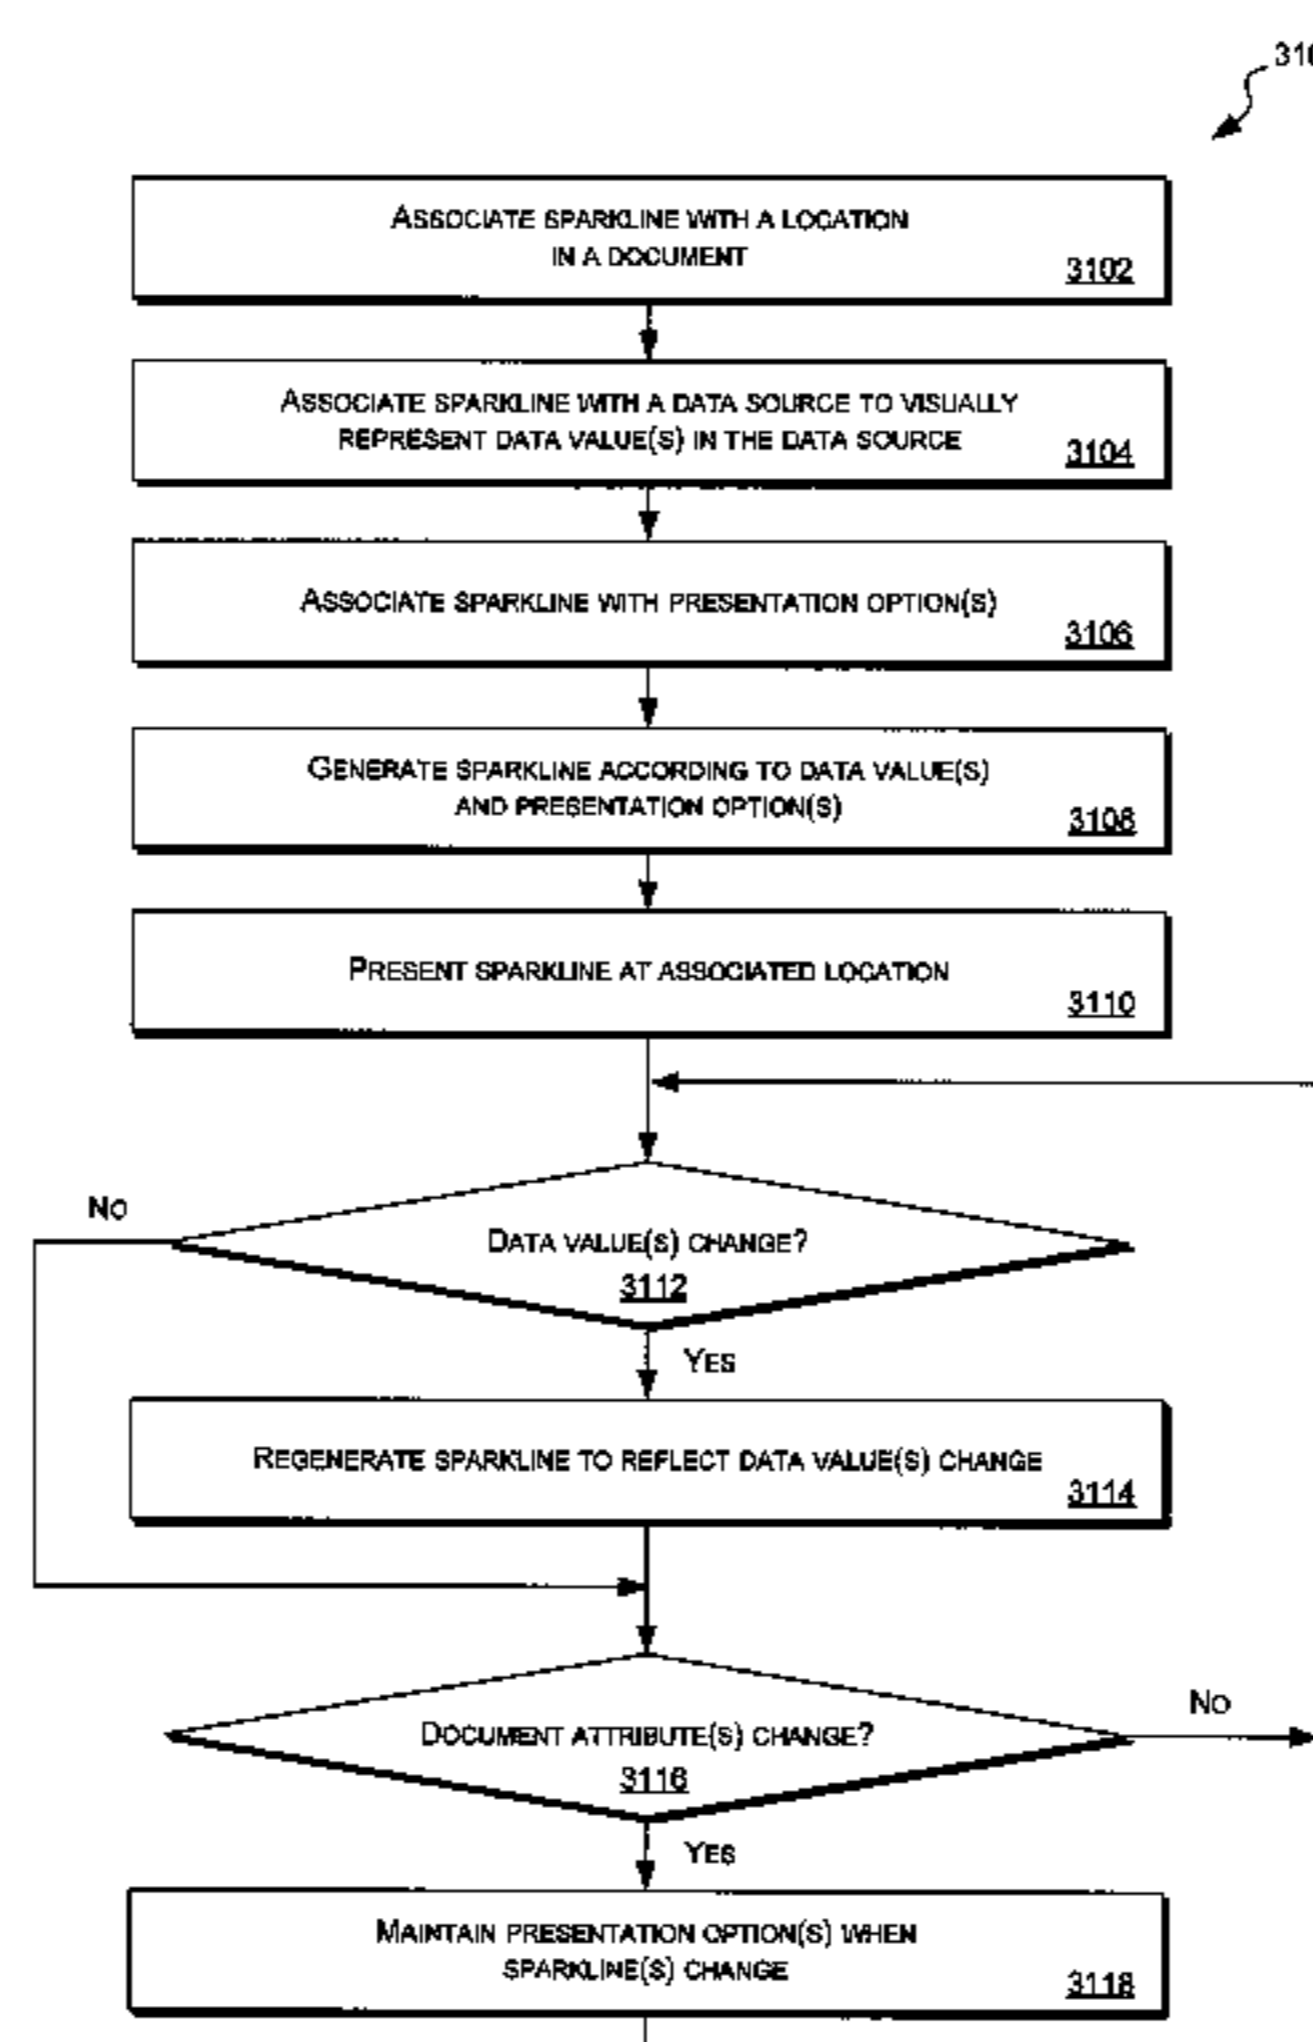 ASSOCIATE SPARKLINE WITH A LOCATION
IN A DOCUMENT
3102
ASSOCIATE SPARKLINE WITH A DATA SOURCE TO VISUALLY
REPRESENT DATA VALUE(S) IN THE DATA SOURCE
3104
ASSOCIATE SPARKLINE WITH PRESENTATION OPTION(S)
3106
GENERATE SPARKLINE ACCORDING TO DATA VALUE(S)
AND PRESENTATION OPTION(S)
3108
PRESENT SPARKLINE AT ASSOCIATED LOCATION
3110
NO
DATA VALUE(S) CHANGE?
3112
YES
REGENERATE SPARKLINE TO REFLECT DATA VALUE(S) CHANGE
3114
NO
DOCUMENT ATTRIBUTE(S) CHANGE?
3116
YES
MAINTAIN PRESENTATION OPTION(S) WHEN
SPARKLINE(S) CHANGE
3118